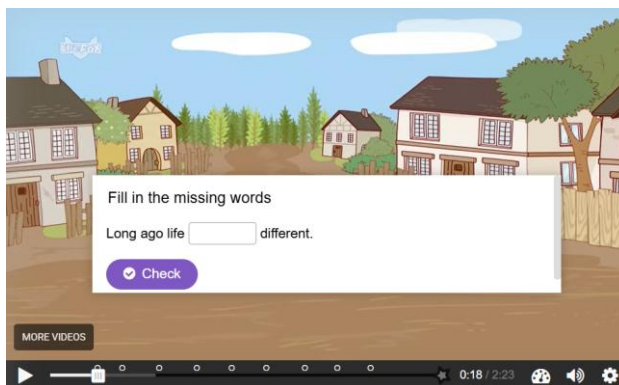 Fill in the missing words
Long ago life different.
Check
MORE VIDEOS
0:18 / 2:23